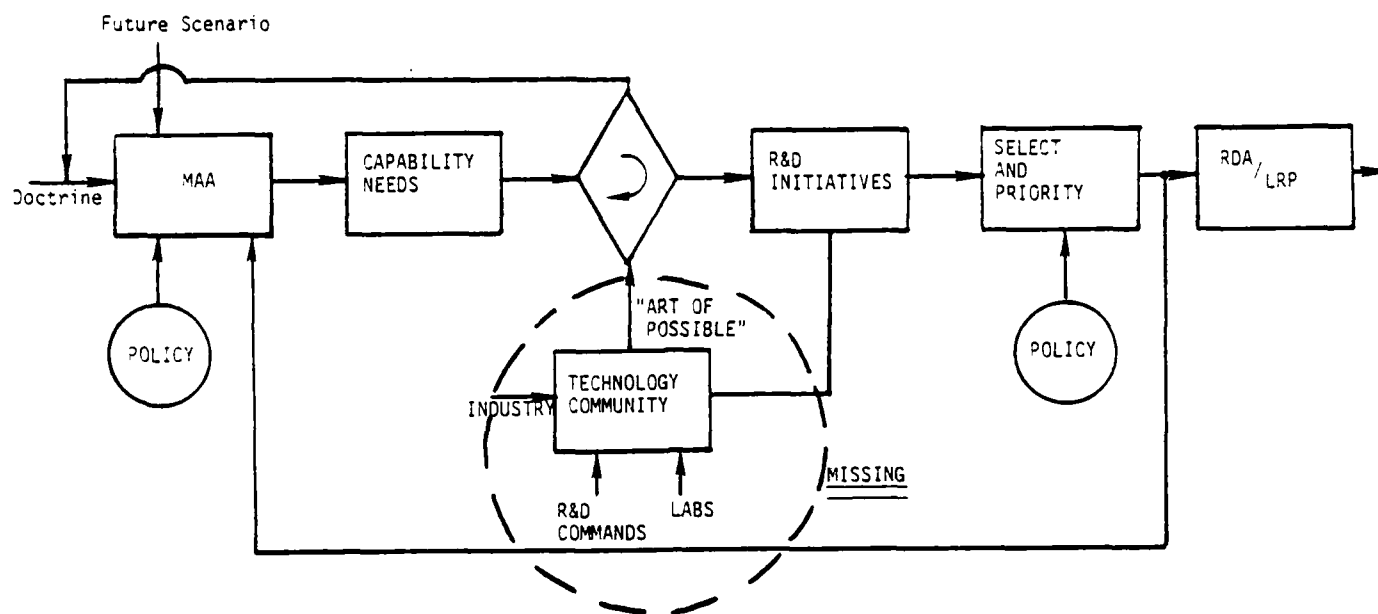 Future Scenario
Doctrine
MAA
CAPABILITY
NEEDS
R&D
INITIATIVES
SELECT
AND
PRIORITY
RDA/
LRP
POLICY
"ART OF
POSSIBLE"
POLICY
INDUSTRY
TECHNOLOGY
COMMUNITY
MISSING
R&D
COMMANDS
LABS